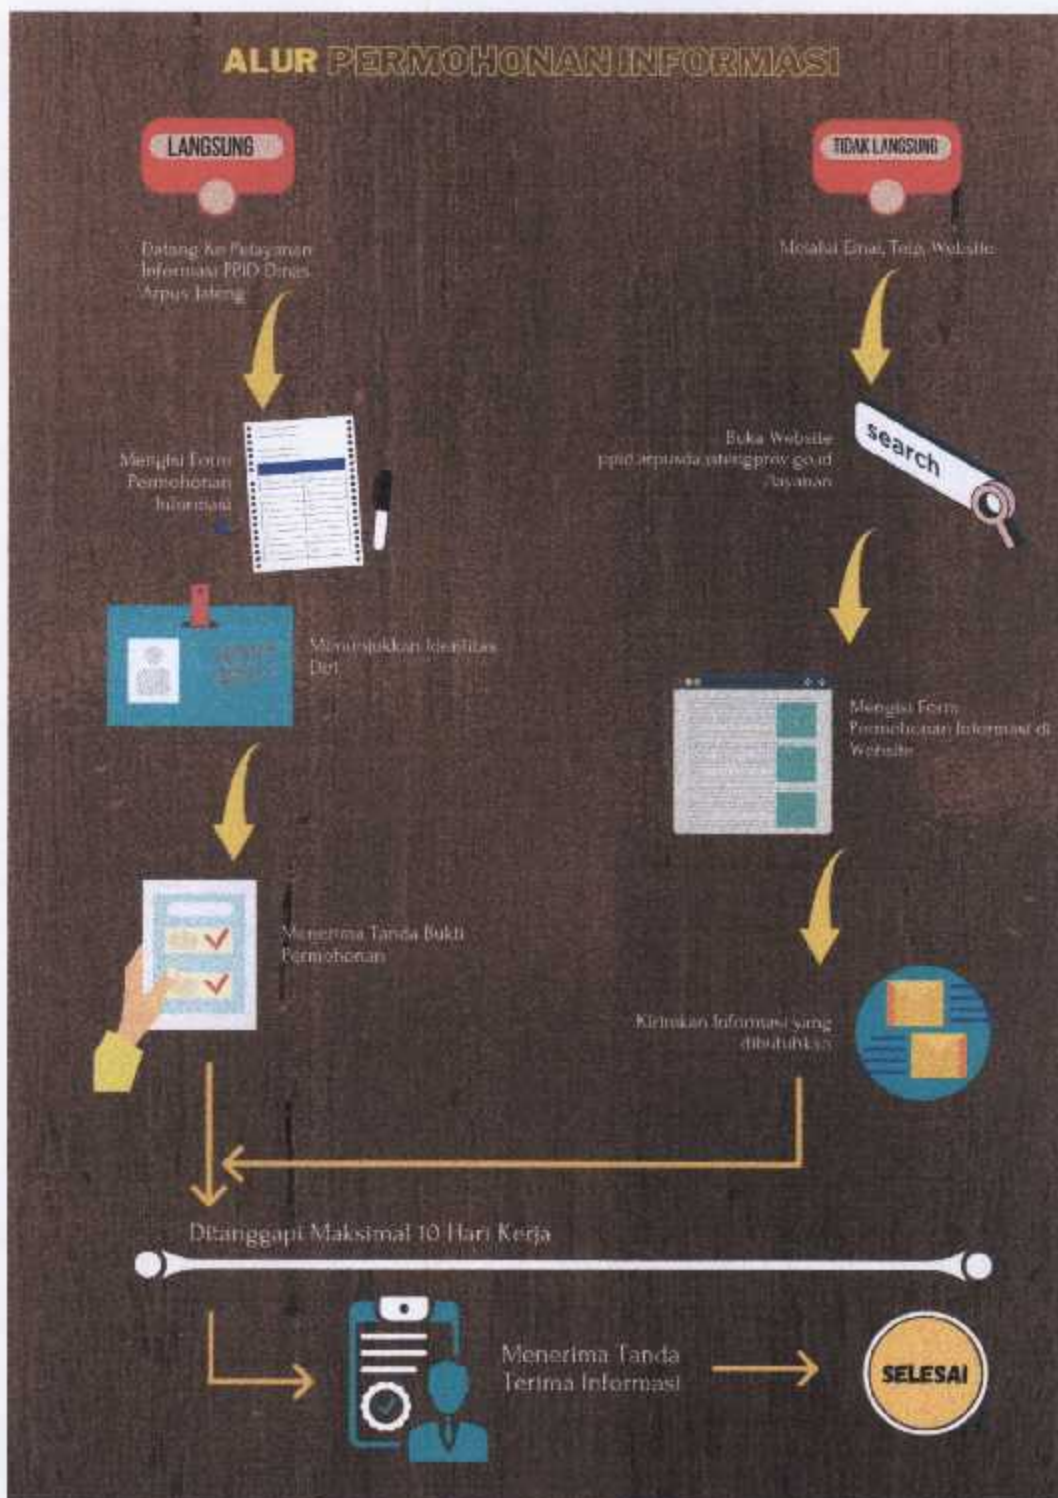 ALUR PERMOHONAN INFORMASI
LANGSUNG
Datang Ke Pelayanan
Informasi PPID Dinas
Arpus Jateng
Mengisi Form
Permohonan
Informasi
Menunjukkan Identitas
Diri
Menerima Tanda Bukti
Permohonan
TIDAK LANGSUNG
Melalui Email, Telp, Website
Buka Website
ppid.arpusda.jatengprov.go.id
/layanan
search
Mengisi Form
Permohonan Informasi di
Website
Kirimkan Informasi yang
dibutuhkan
Ditanggapi Maksimal 10 Hari Kerja
Menerima Tanda
Terima Informasi
SELESAI